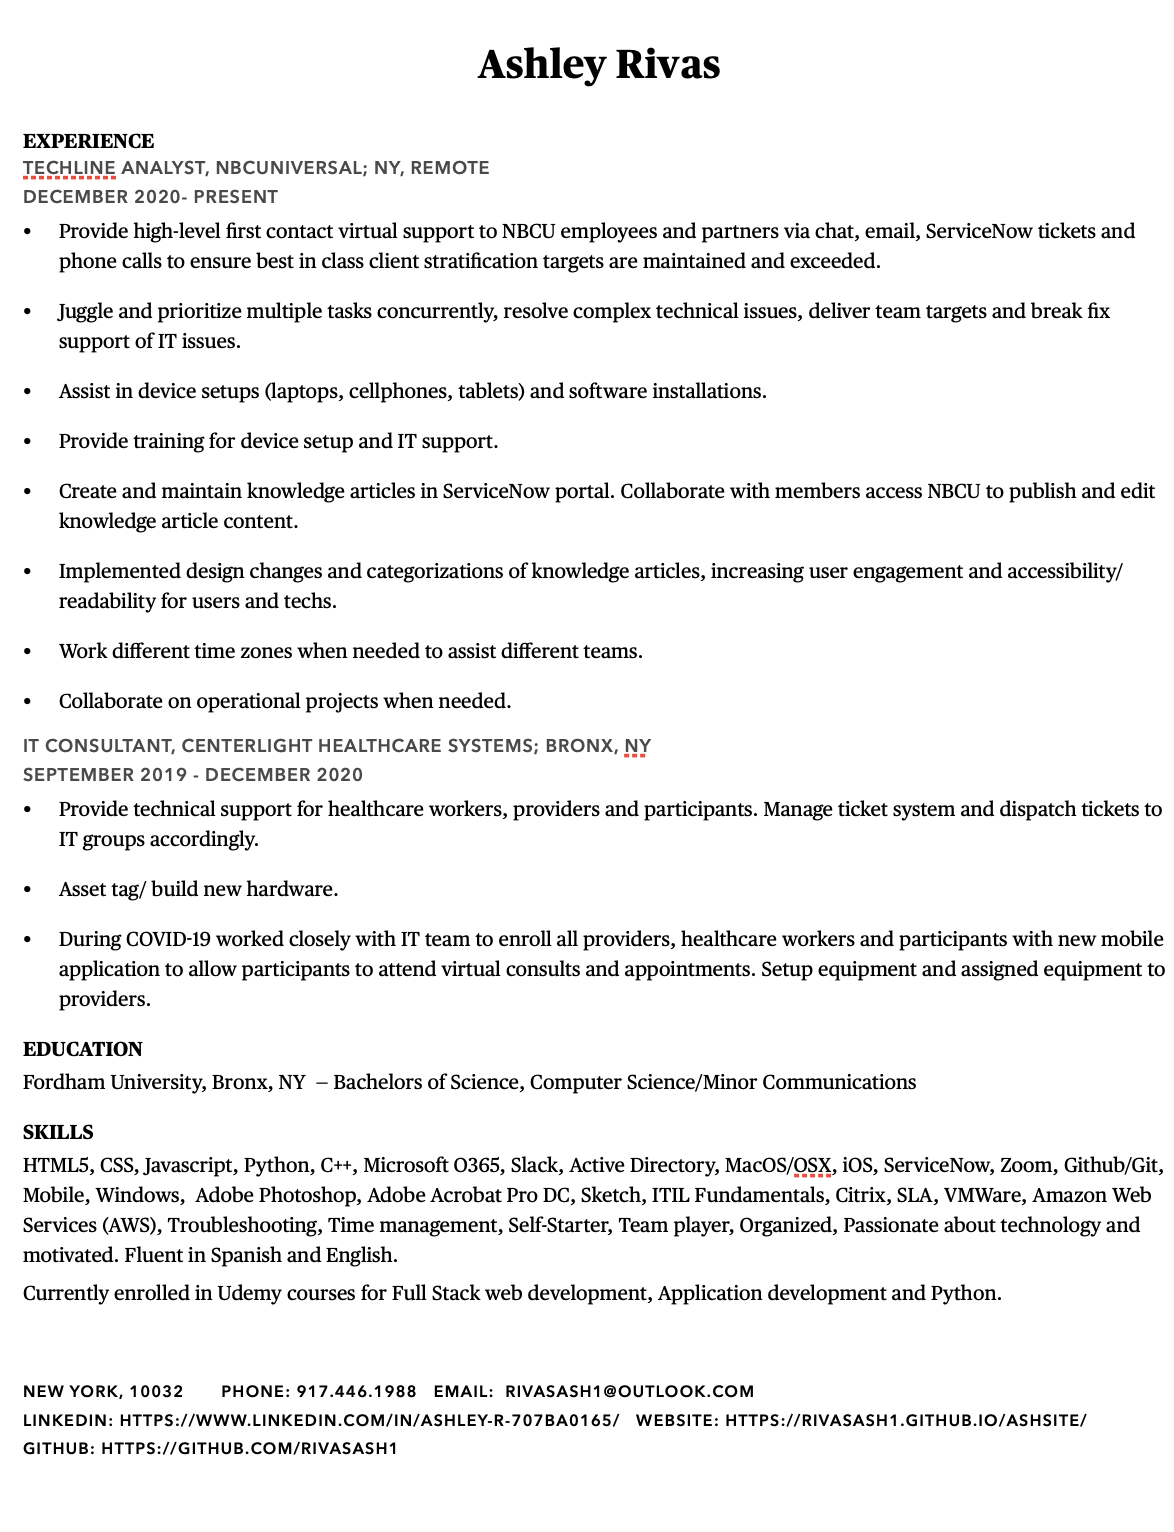 Ashley Rivas
EXPERIENCE
TECHLINE ANALYST, NBCUNIVERSAL; NY, REMOTE
DECEMBER 2020- PRESENT
• Provide high-level first contact virtual support to NBCU employees and partners via chat, email, ServiceNow tickets and
phone calls to ensure best in class client stratification targets are maintained and exceeded.
• Juggle and prioritize multiple tasks concurrently, resolve complex technical issues, deliver team targets and break fix
support of IT issues.
• Assist in device setups (laptops, cellphones, tablets) and software installations.
• Provide training for device setup and IT support.
• Create and maintain knowledge articles in ServiceNow portal. Collaborate with members access NBCU to publish and edit
knowledge article content.
• Implemented design changes and categorizations of knowledge articles, increasing user engagement and accessibility/
readability for users and techs.
• Work different time zones when needed to assist different teams.
• Collaborate on operational projects when needed.
IT CONSULTANT, CENTERLIGHT HEALTHCARE SYSTEMS; BRONX, NY
SEPTEMBER 2019 - DECEMBER 2020
• Provide technical support for healthcare workers, providers and participants. Manage ticket system and dispatch tickets to
IT groups accordingly.
• Asset tag/ build new hardware.
• During COVID-19 worked closely with IT team to enroll all providers, healthcare workers and participants with new mobile
application to allow participants to attend virtual consults and appointments. Setup equipment and assigned equipment to
providers.
EDUCATION
Fordham University, Bronx, NY – Bachelors of Science, Computer Science/Minor Communications
SKILLS
HTML5, CSS, Javascript, Python, C++, Microsoft O365, Slack, Active Directory, MacOS/OSX, iOS, ServiceNow, Zoom, Github/Git,
Mobile, Windows, Adobe Photoshop, Adobe Acrobat Pro DC, Sketch, ITIL Fundamentals, Citrix, SLA, VMWare, Amazon Web
Services (AWS), Troubleshooting, Time management, Self-Starter, Team player, Organized, Passionate about technology and
motivated. Fluent in Spanish and English.
Currently enrolled in Udemy courses for Full Stack web development, Application development and Python.
NEW YORK, 10032 PHONE: 917.446.1988 EMAIL: RIVASASH1@OUTLOOK.COM
LINKEDIN: HTTPS://WWW.LINKEDIN.COM/IN/ASHLEY-R-707BA0165/ WEBSITE: HTTPS://RIVASASH1.GITHUB.IO/ASHSITE/
GITHUB: HTTPS://GITHUB.COM/RIVASASH1